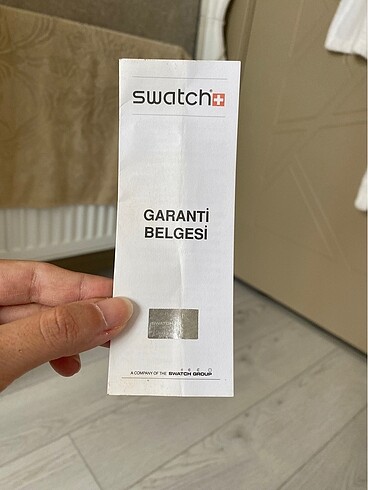 swatch
GARANTİ
BELGESİ
A COMPANY OF THE SWATCH GROUP